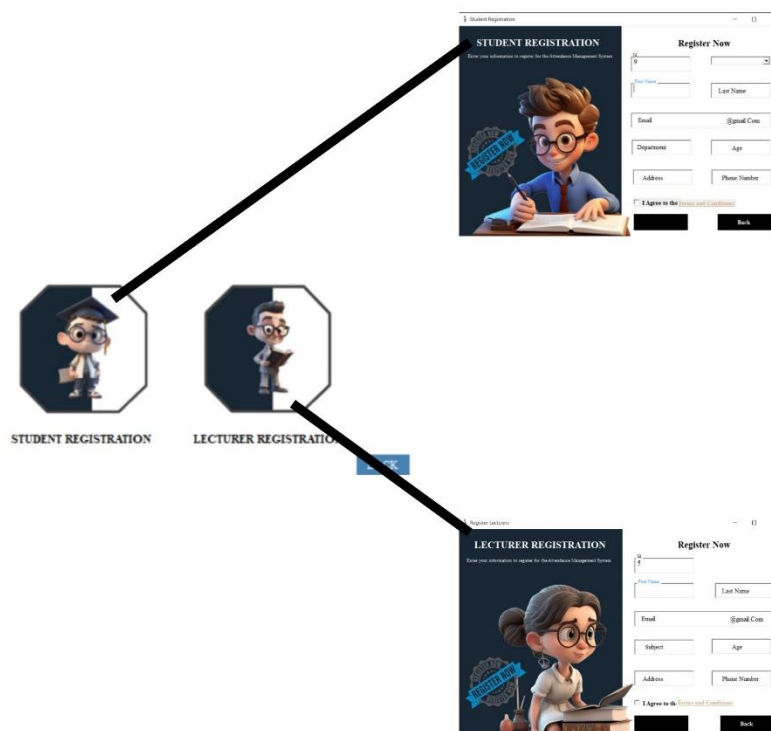 Student Registration
STUDENT REGISTRATION
Enter your information to register for the Attendance Management System
REGISTER NOW
Register Now
Id
9
First Name
Last Name
Email
@gmail.Com
Department
Age
Address
Phone Number
I Agree to the Terms and Conditions
Back
STUDENT REGISTRATION
LECTURER REGISTRATION
BACK
Register Lecturers
LECTURER REGISTRATION
Enter your information to register for the Attendance Management System
REGISTER NOW
Register Now
Id
4
First Name
Last Name
Email
@gmail.Com
Subject
Age
Address
Phone Number
I Agree to th Terms and Conditions
Back